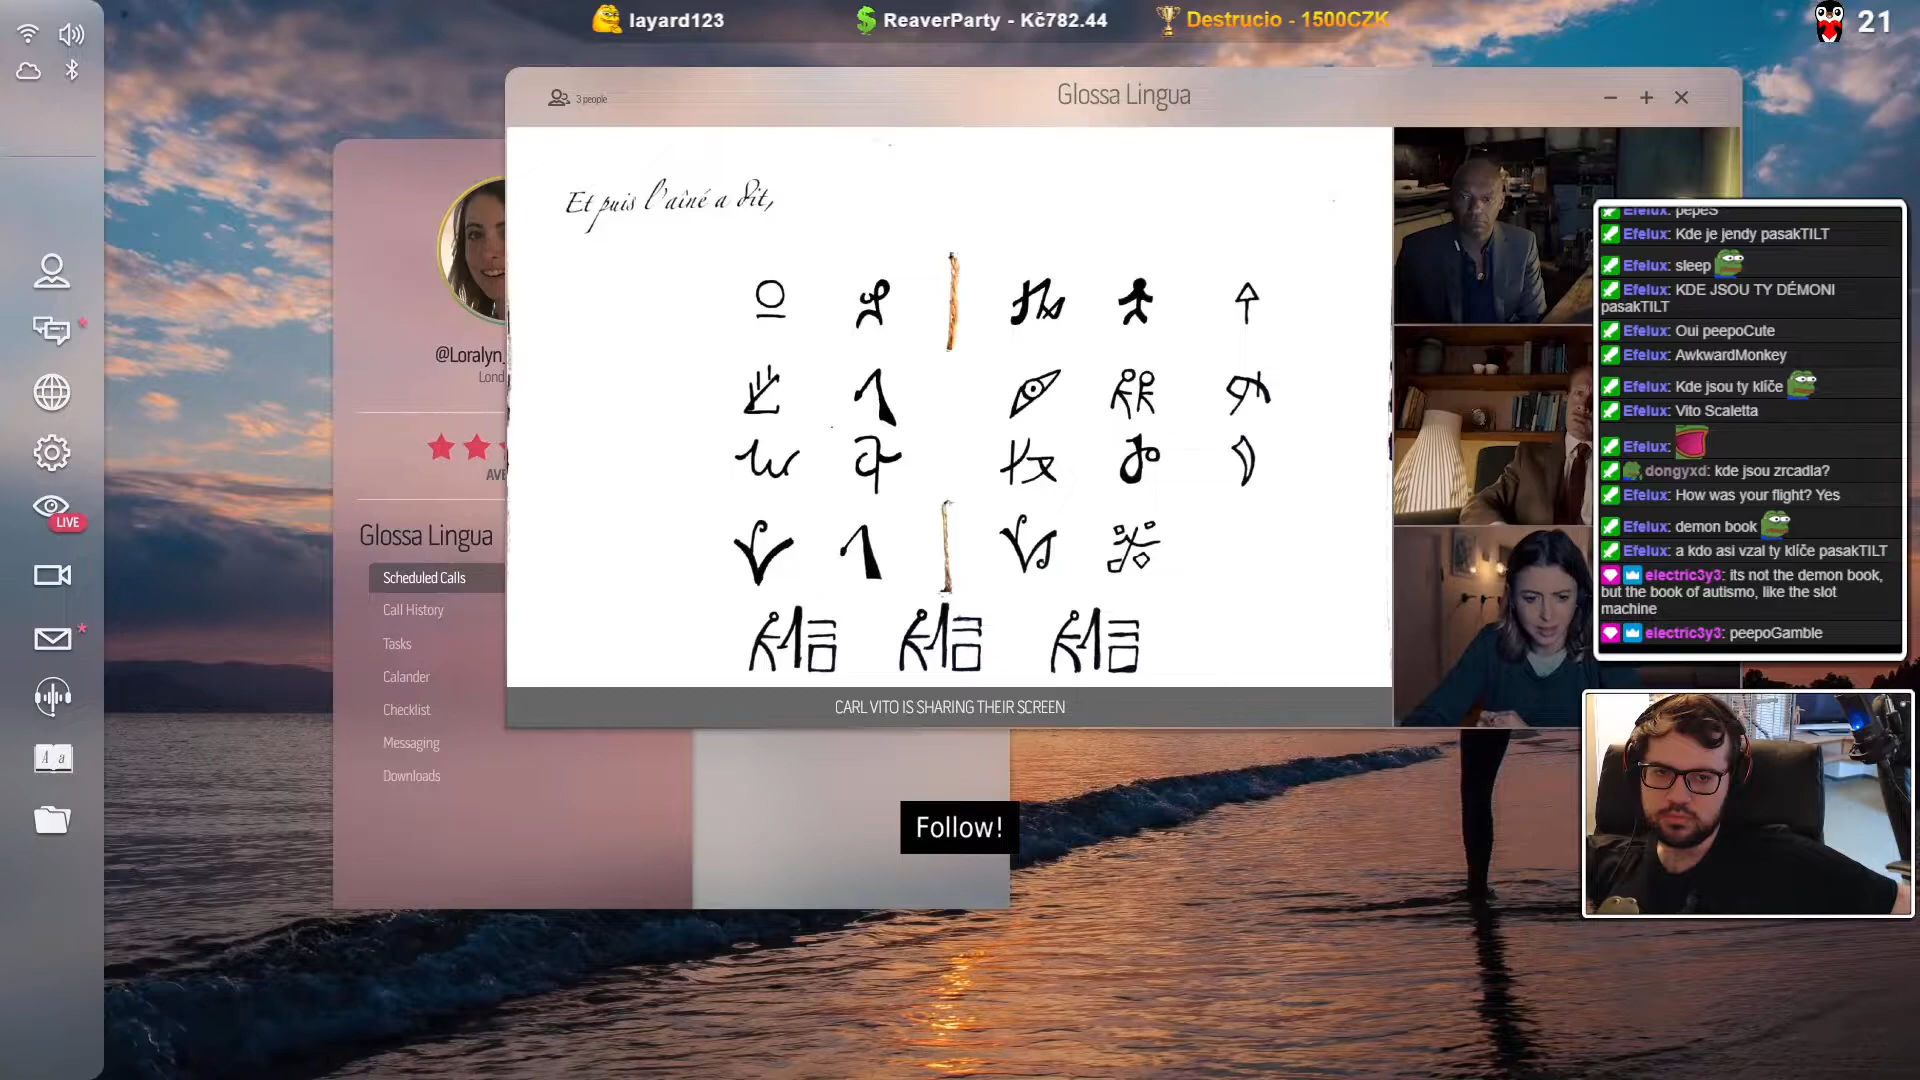 layard123
ReaverParty - Kč782.44
Destrucio - 1500CZK
21
3 people
Glossa Lingua
Et puis l'aîné a dit,
@Loralyn_
Lond
AVE
LIVE
Glossa Lingua
Scheduled Calls
Call History
Tasks
Calander
Checklist
Messaging
Downloads
A a
CARL VITO IS SHARING THEIR SCREEN
Follow!
Efelux: pepeS
Efelux: Kde je jendy pasakTILT
Efelux: sleep
Efelux: KDE JSOU TY DÉMONI
pasakTILT
Efelux: Oui peepoCute
Efelux: AwkwardMonkey
Efelux: Kde jsou ty klíče
Efelux: Vito Scaletta
Efelux:
dongyxd: kde jsou zrcadla?
Efelux: How was your flight? Yes
Efelux: demon book
Efelux: a kdo asi vzal ty klíče pasakTILT
electric3y3: its not the demon book,
but the book of autismo, like the slot
machine
electric3y3: peepoGamble